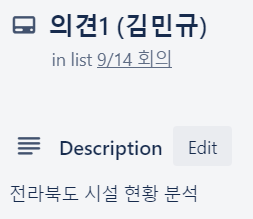 의견1 (김민규)
in list 9/14 회의
Description Edit
전라북도 시설 현황 분석